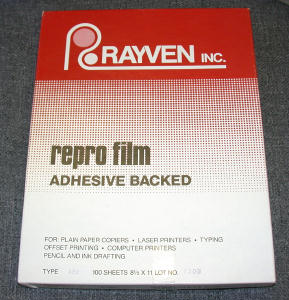 RAYVEN INC.
repro film
ADHESIVE BACKED
FOR: PLAIN PAPER COPIERS • LASER PRINTERS • TYPING
OFFSET PRINTING • COMPUTER PRINTERS
PENCIL AND INK DRAFTING
TYPE 100 SHEETS 8½ X 11 LOT NO.